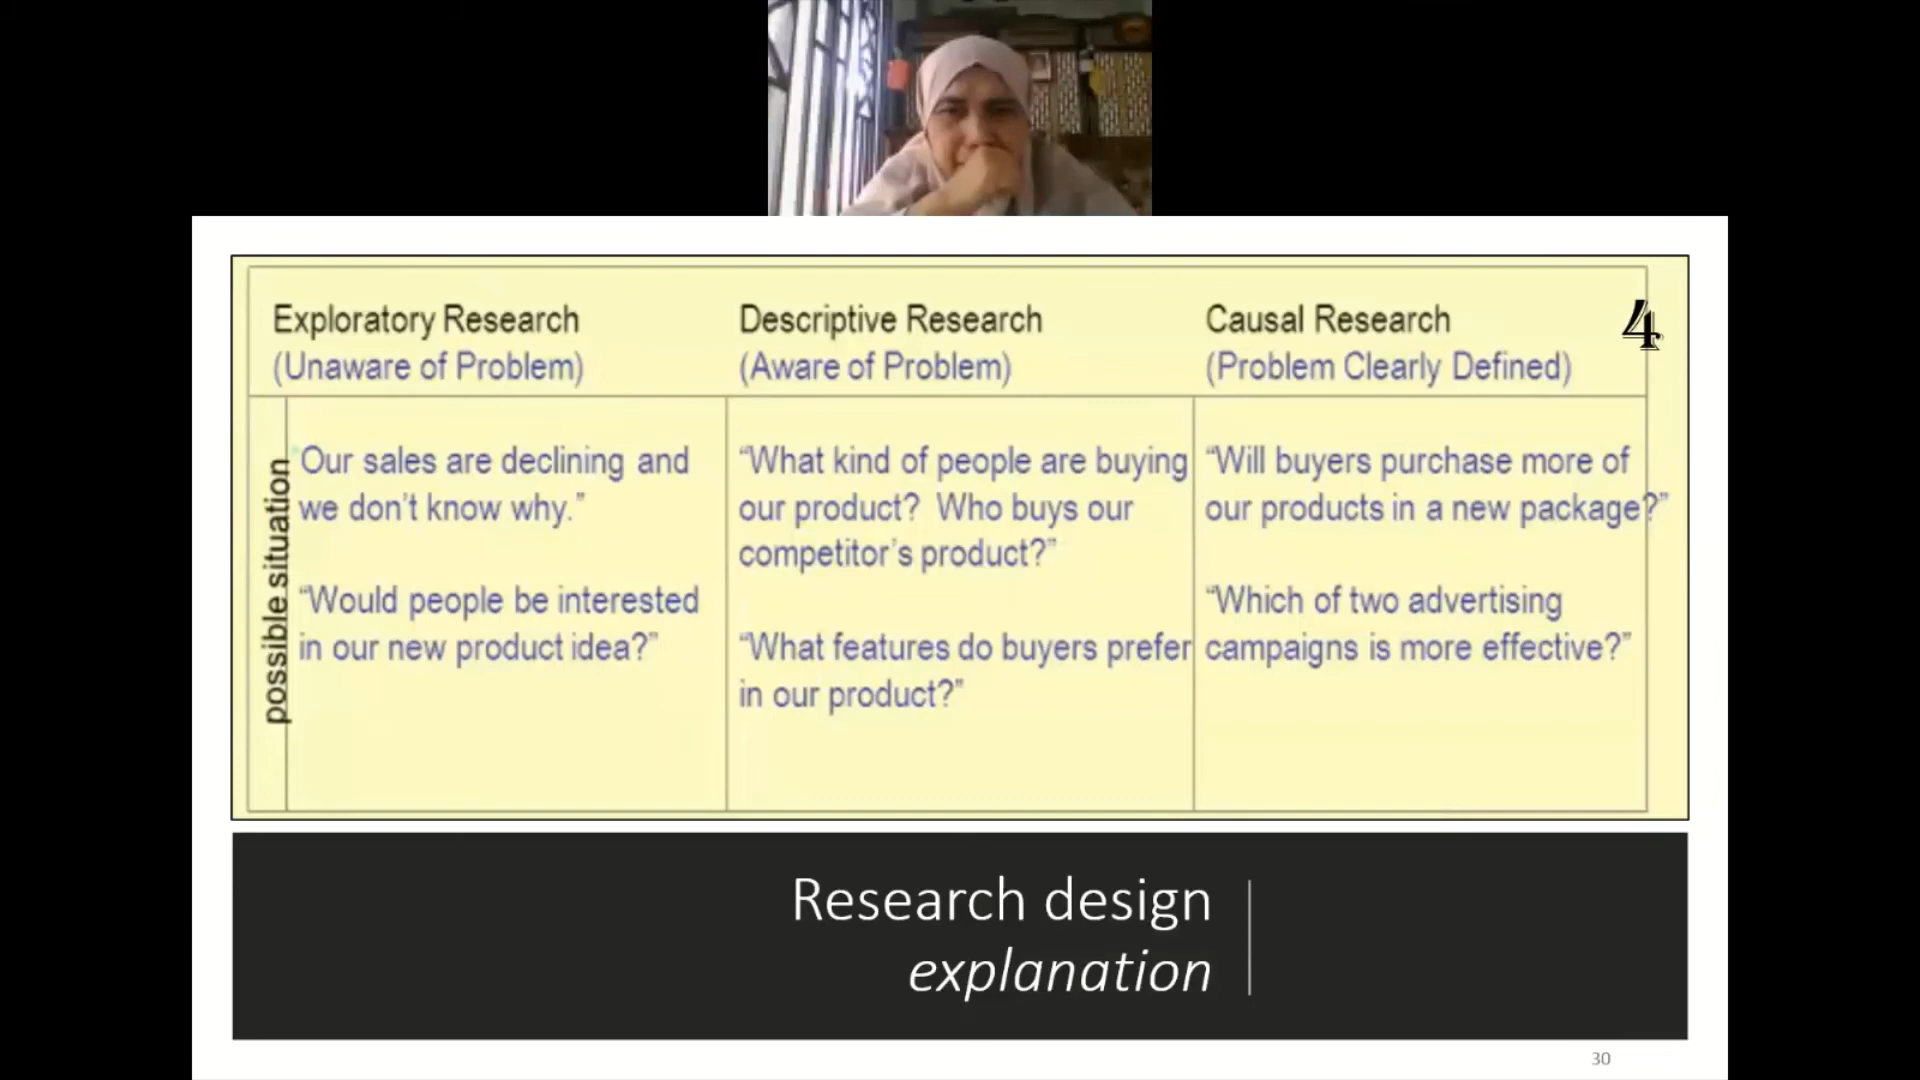 Exploratory Research
(Unaware of Problem)
Descriptive Research
(Aware of Problem)
Causal Research
(Problem Clearly Defined)
4
possible situation
“Our sales are declining and
we don’t know why.”
“Would people be interested
in our new product idea?”
“What kind of people are buying
our product? Who buys our
competitor’s product?”
“What features do buyers prefer
in our product?”
“Will buyers purchase more of
our products in a new package?”
“Which of two advertising
campaigns is more effective?”
Research design
explanation
30